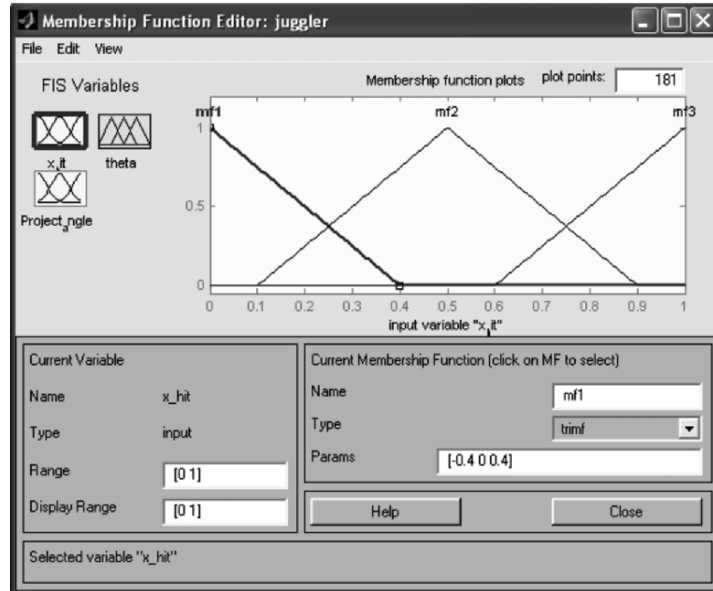 Membership Function Editor: juggler
File Edit View
FIS Variables
Membership function plots plot points: 181
mf1 mf2 mf3
1
0.5
0
0 0.1 0.2 0.3 0.4 0.5 0.6 0.7 0.8 0.9 1
input variable "x_hit"
x_hit theta
Project_angle
Current Variable
Name x_hit
Type input
Range [0 1]
Display Range [0 1]
Current Membership Function (click on MF to select)
Name mf1
Type trimf
Params [-0.4 0 0.4]
Help Close
Selected variable "x_hit"